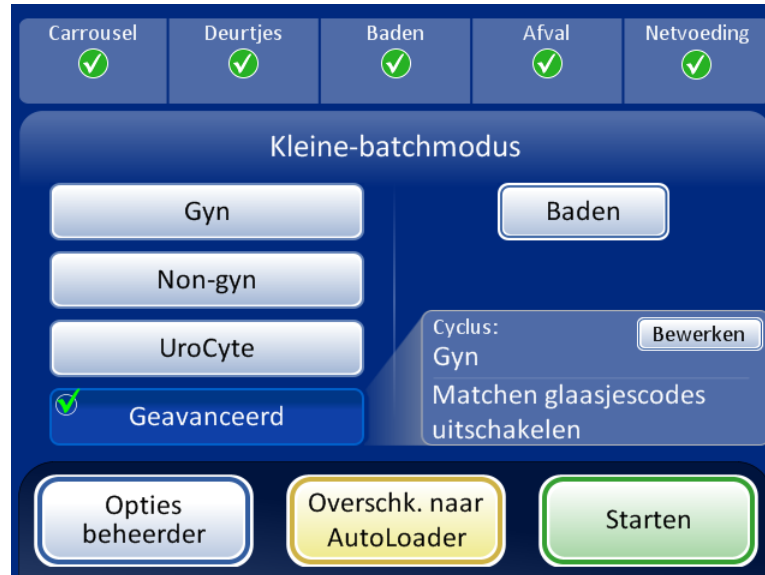 Carrousel Deurtjes Baden Afval Netvoeding
Kleine-batchmodus
Gyn
Baden
Non-gyn
UroCyte
Cyclus:
Bewerken
Gyn
Geavanceerd
Matchen glaasjescodes
uitschakelen
Opties
beheerder
Overschk. naar
AutoLoader
Starten